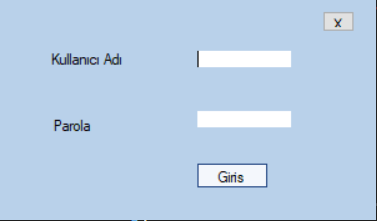 x
Kullanıcı Adı
Parola
Giris